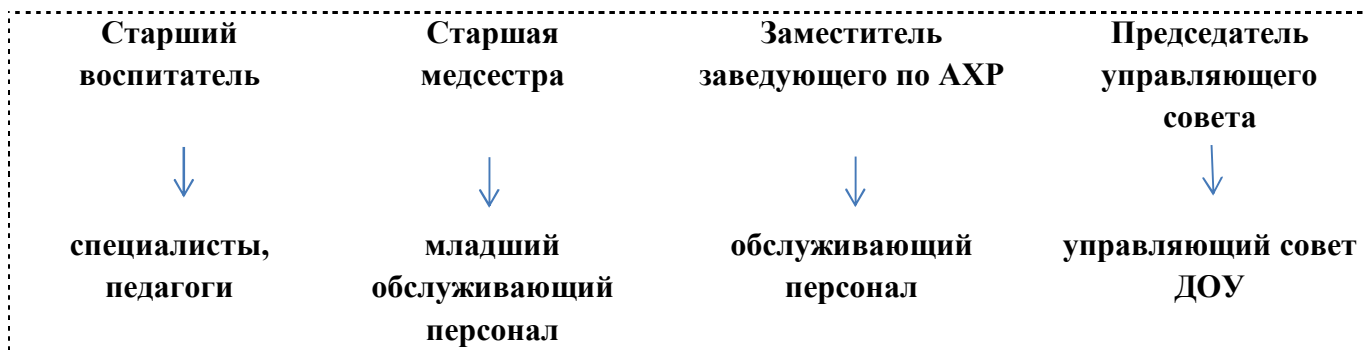 Старший
воспитатель
Старшая
медсестра
Заместитель
заведующего по АХР
Председатель
управляющего
совета
специалисты,
педагоги
младший
обслуживающий
персонал
обслуживающий
персонал
управляющий совет
ДОУ